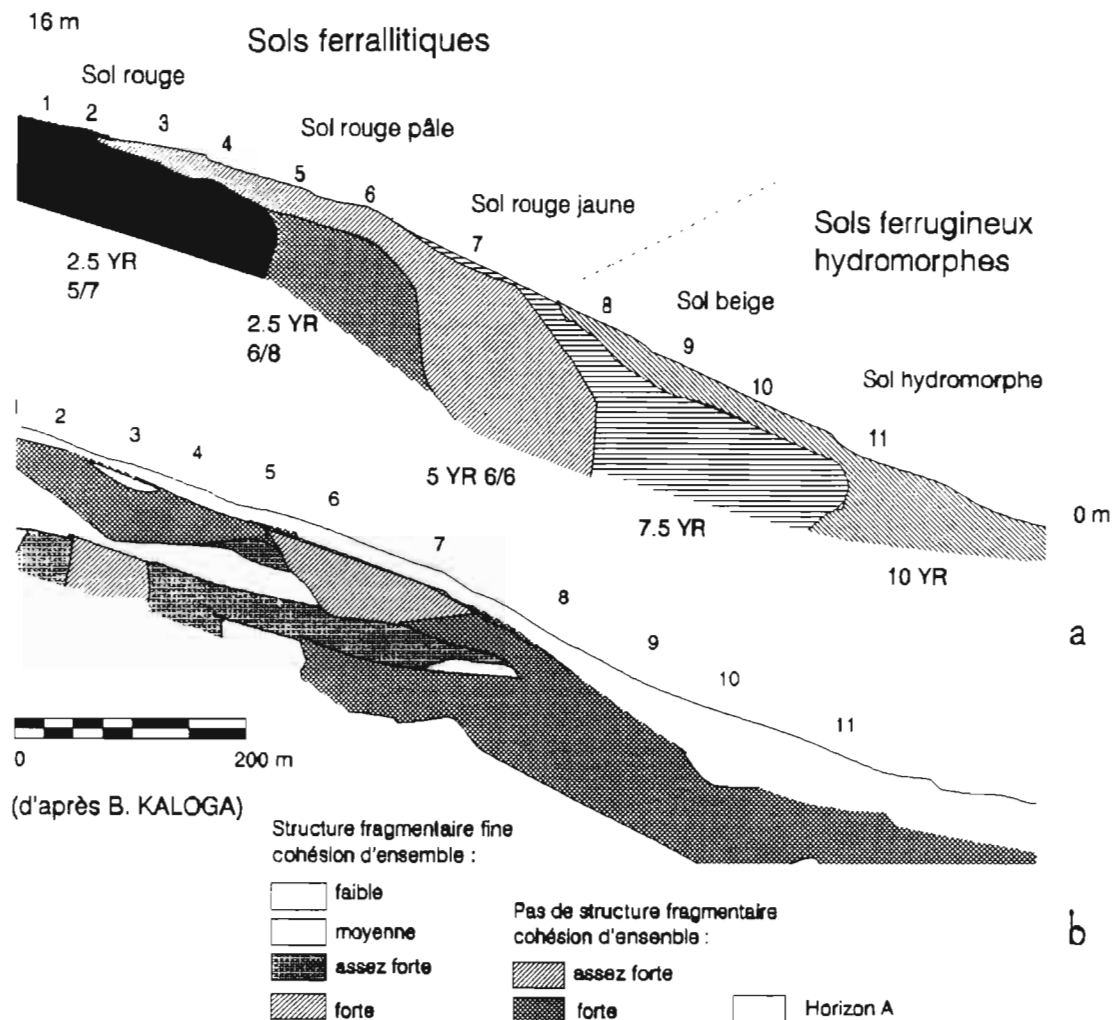 16 m
Sols ferrallitiques
Sol rouge
1 2 3 4 5 6 7
Sol rouge pâle
Sol rouge jaune
Sols ferrugineux
hydromorphes
8 9 10 11
Sol beige
Sol hydromorphe
2.5 YR
5/7
2.5 YR
6/8
5 YR 6/6
7.5 YR
10 YR
0 m
a
1 2 3 4 5 6 7 8 9 10 11
0 200 m
(d'après B. KALOGA)
Structure fragmentaire fine
cohésion d'ensemble :
faible
moyenne
assez forte
forte
Pas de structure fragmentaire
cohésion d'ensenble :
assez forte
forte
Horizon A
b